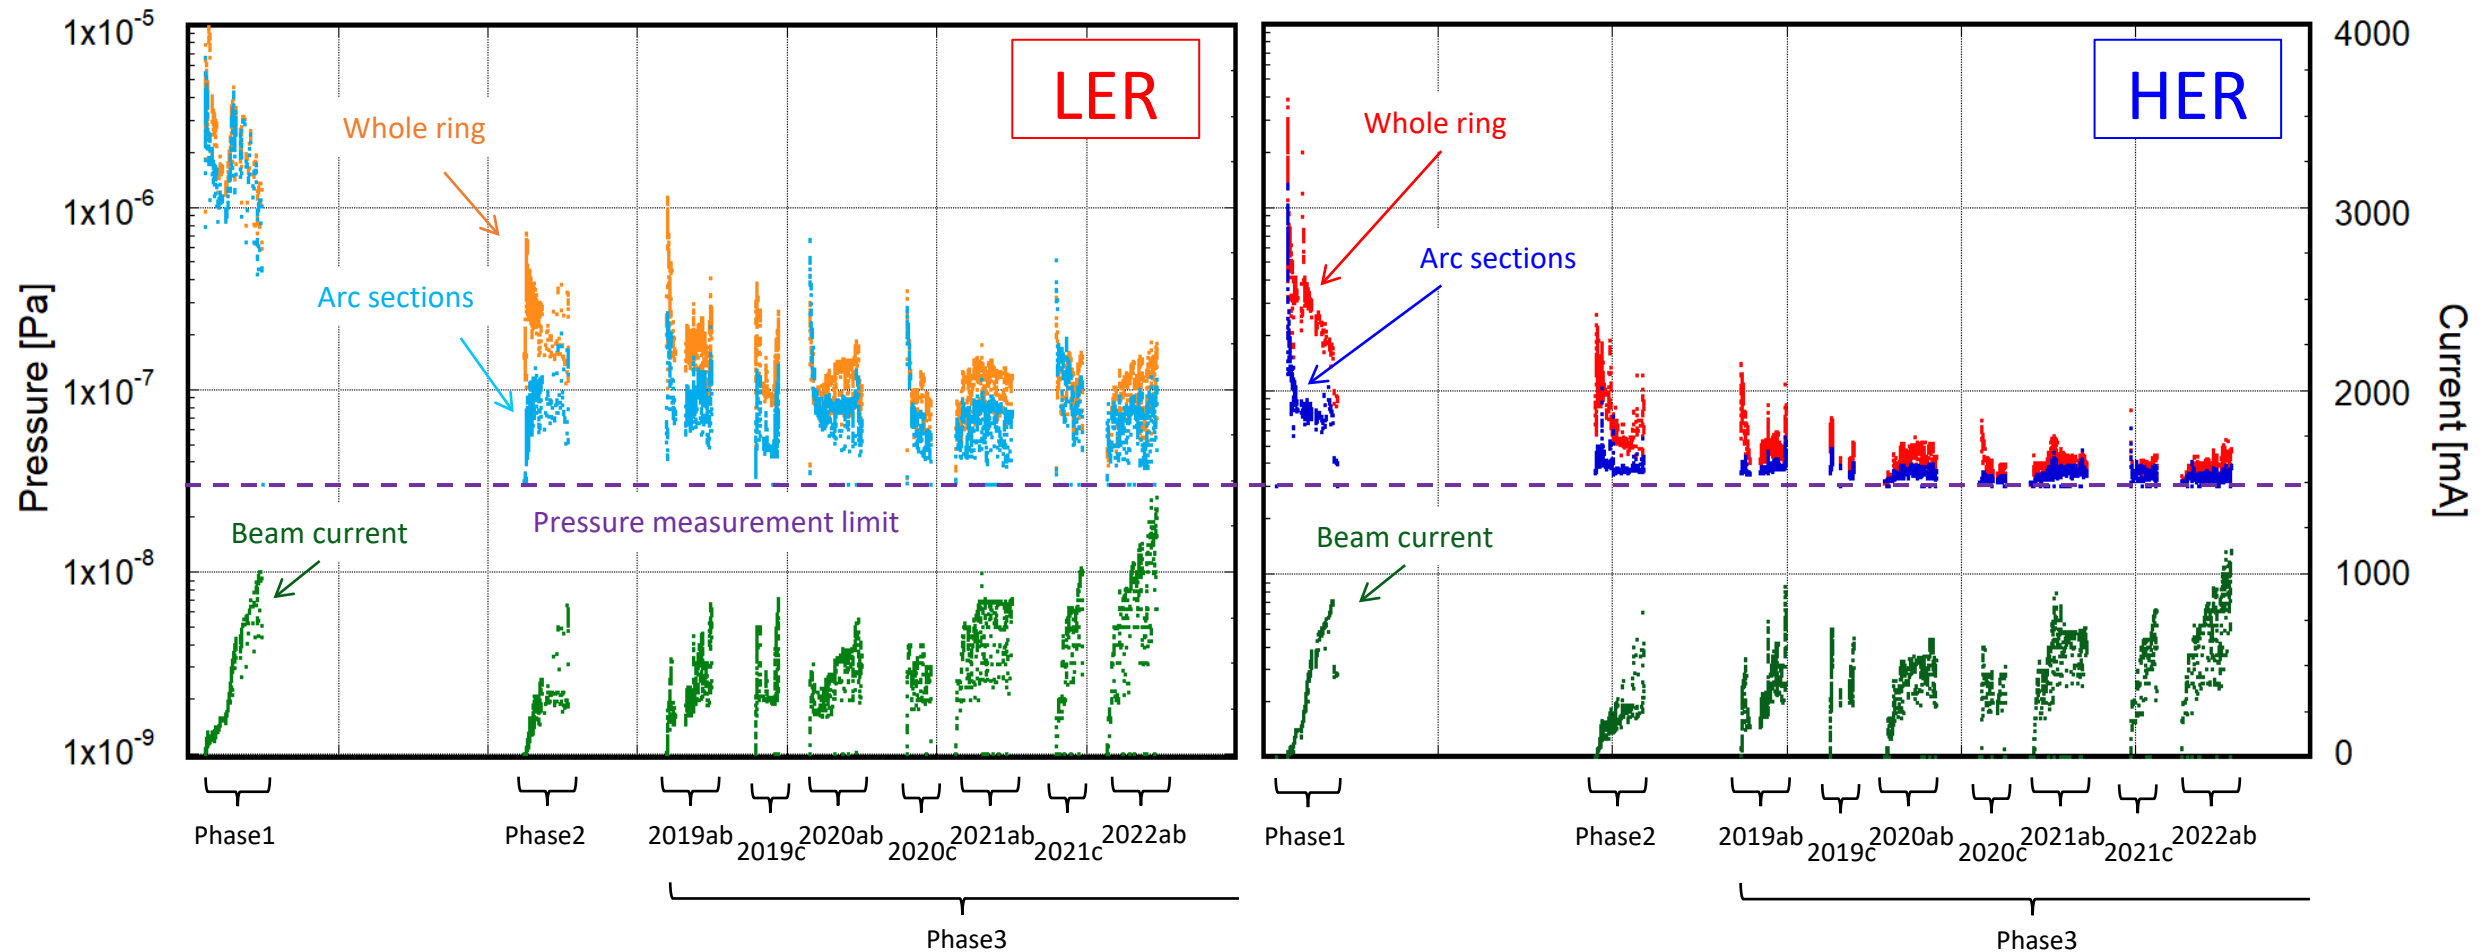 1x10⁻⁵
1x10⁻⁶
1x10⁻⁷
1x10⁻⁸
1x10⁻⁹
Pressure [Pa]
LER
Whole ring
Arc sections
Beam current
Pressure measurement limit
Phase1
Phase2
2019ab
2019c
2020ab
2020c
2021ab
2021c
2022ab
Phase3
HER
Whole ring
Arc sections
Beam current
Phase1
Phase2
2019ab
2019c
2020ab
2020c
2021ab
2021c
2022ab
Phase3
4000
3000
2000
1000
0
Current [mA]